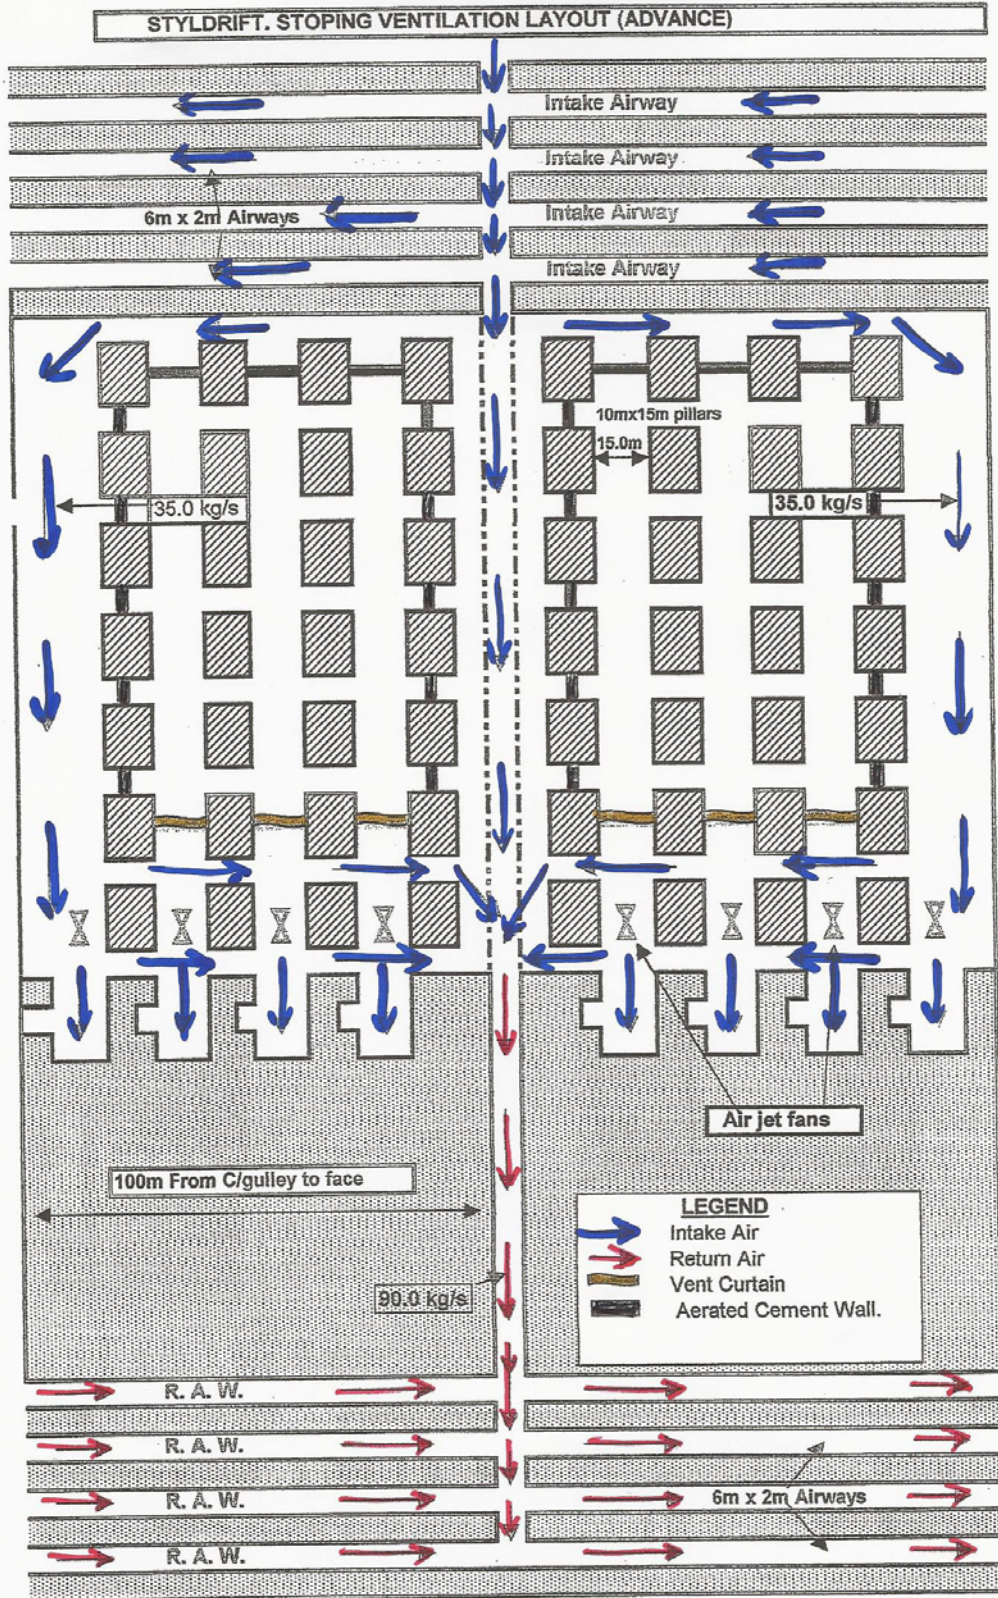 STYLDRIFT. STOPING VENTILATION LAYOUT (ADVANCE)
Intake Airway
Intake Airway
6m x 2m Airways
Intake Airway
Intake Airway
10mx15m pillars
15.0m
35.0 kg/s
35.0 kg/s
Air jet fans
100m From C/gulley to face
LEGEND
Intake Air
Return Air
Vent Curtain
Aerated Cement Wall.
90.0 kg/s
R. A. W.
R. A. W.
R. A. W.
6m x 2m Airways
R. A. W.